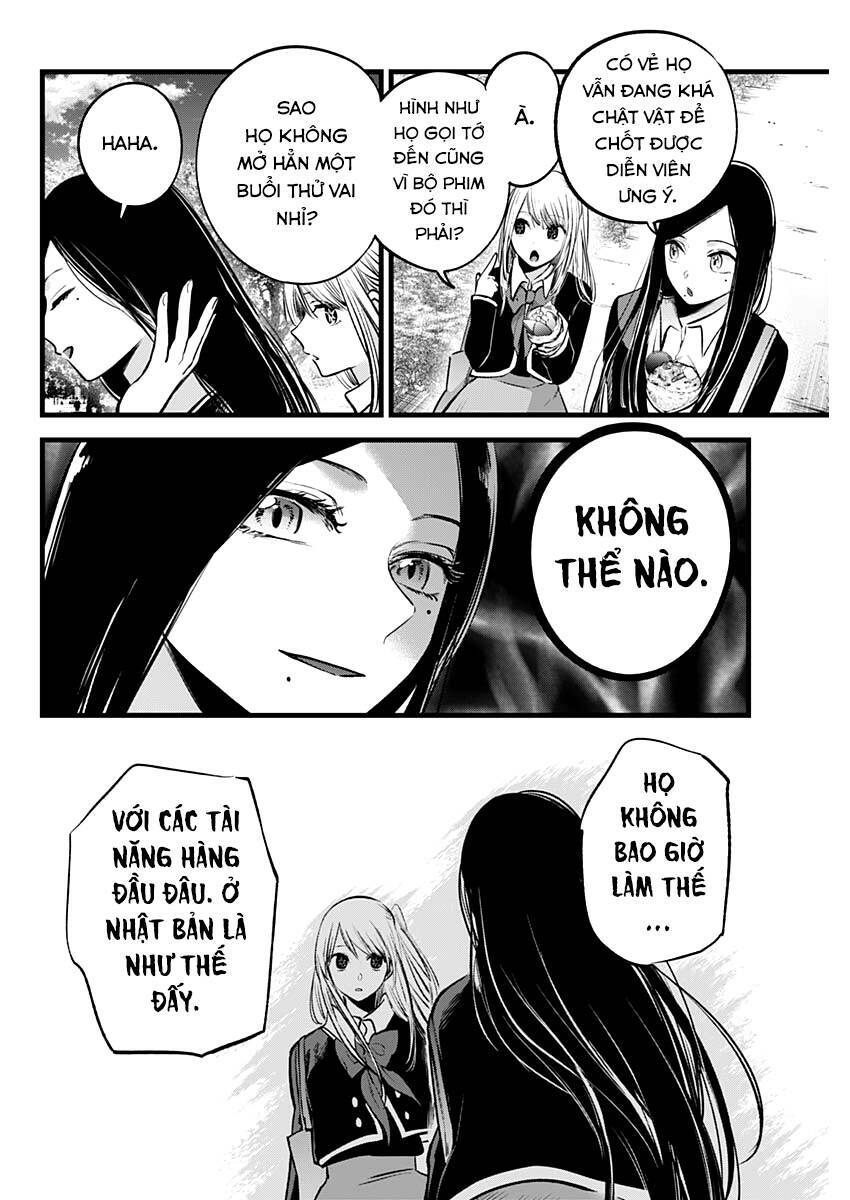 CÓ VẺ HỌ
VẪN ĐANG KHÁ
CHẬT VẬT ĐỂ
CHỐT ĐƯỢC
DIỄN VIÊN
ƯNG Ý.
À.
HÌNH NHƯ
HỌ GỌI TỚ
ĐẾN CŨNG
VÌ BỘ PHIM
ĐÓ THÌ
PHẢI?
SAO
HỌ KHÔNG
MỞ HẲN MỘT
BUỔI THỬ VAI
NHỈ?
HAHA.
KHÔNG
THỂ NÀO.
HỌ
KHÔNG
BAO GIỜ
LÀM THẾ
...
VỚI CÁC TÀI
NĂNG HÀNG
ĐẦU ĐÂU. Ở
NHẬT BẢN LÀ
NHƯ THẾ
ĐẤY.